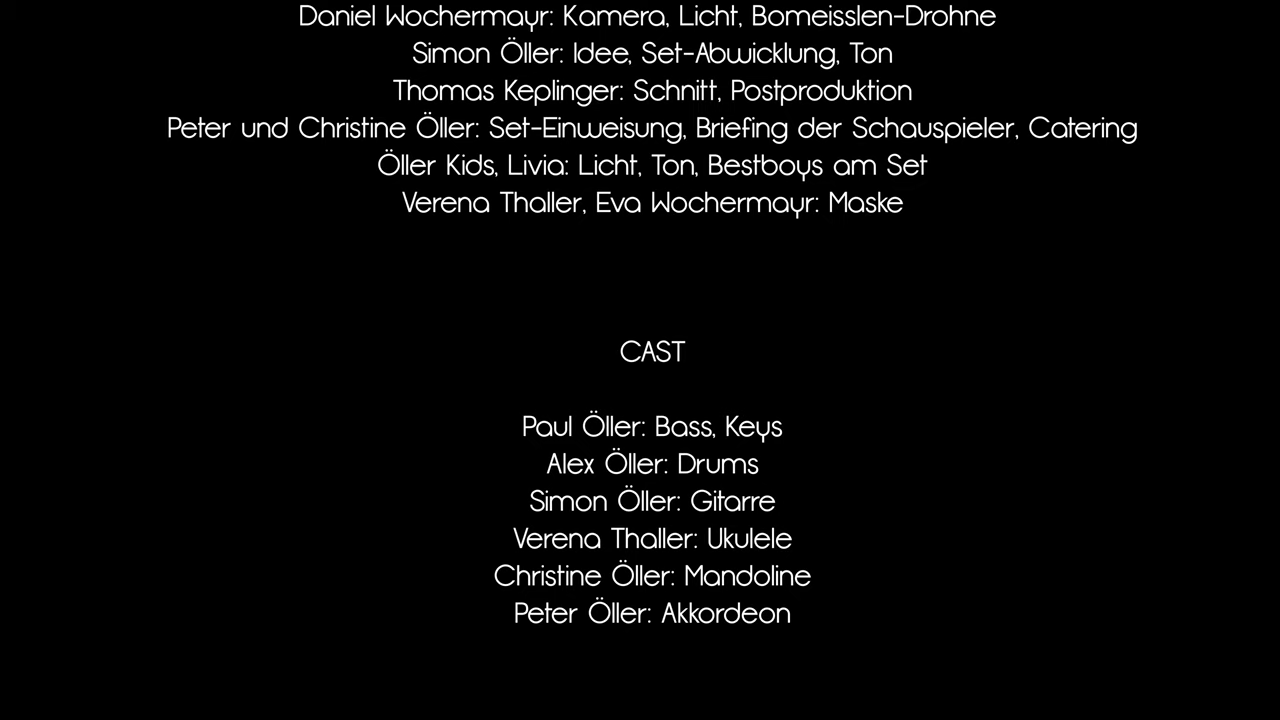 Daniel Wochermayr: Kamera, Licht, Bomeisslen-Drohne
Simon Öller: Idee, Set-Abwicklung, Ton
Thomas Keplinger: Schnitt, Postproduktion
Peter und Christine Öller: Set-Einweisung, Briefing der Schauspieler, Catering
Öller Kids, Livia: Licht, Ton, Bestboys am Set
Verena Thaller, Eva Wochermayr: Maske
CAST
Paul Öller: Bass, Keys
Alex Öller: Drums
Simon Öller: Gitarre
Verena Thaller: Ukulele
Christine Öller: Mandoline
Peter Öller: Akkordeon